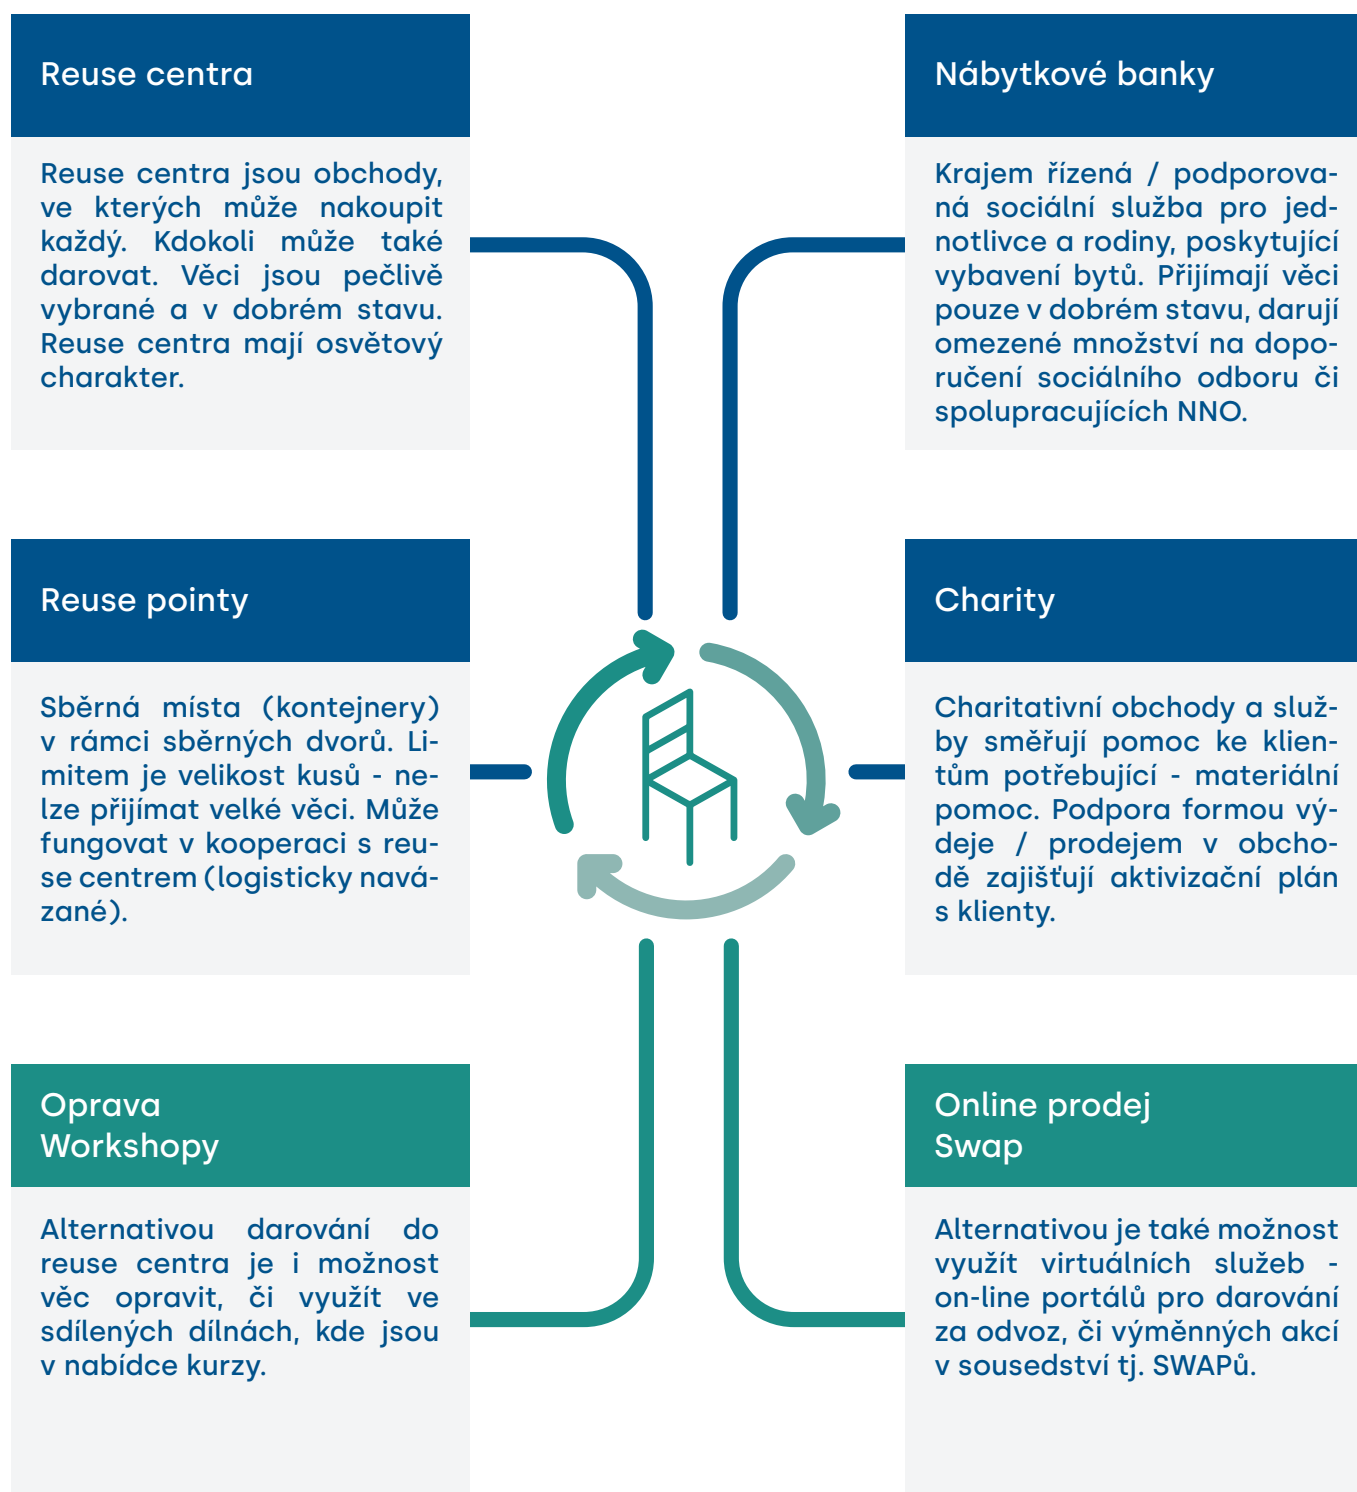 Reuse centra
Reuse centra jsou obchody,
ve kterých může nakoupit
každý. Kdokoli může také
darovat. Věci jsou pečlivě
vybrané a v dobrém stavu.
Reuse centra mají osvětový
charakter.
Nábytkové banky
Krajem řízená / podporova-
ná sociální služba pro jed-
notlivce a rodiny, poskytující
vybavení bytů. Přijímají věci
pouze v dobrém stavu, darují
omezené množství na dopo-
ručení sociálního odboru či
spolupracujících NNO.
Reuse pointy
Sběrná místa (kontejnery)
v rámci sběrných dvorů. Li-
mitem je velikost kusů - ne-
lze přijímat velké věci. Může
fungovat v kooperaci s reu-
se centrem (logisticky navá-
zané).
Charity
Charitativní obchody a služ-
by směřují pomoc ke klien-
tům potřebující - materiální
pomoc. Podpora formou vý-
deje / prodejem v obcho-
dě zajišťují aktivizační plán
s klienty.
Oprava
Workshopy
Alternativou darování do
reuse centra je i možnost
věc opravit, či využít ve
sdílených dílnách, kde jsou
v nabídce kurzy.
Online prodej
Swap
Alternativou je také možnost
využít virtuálních služeb -
on-line portálů pro darování
za odvoz, či výměnných akcí
v sousedství tj. SWAPů.